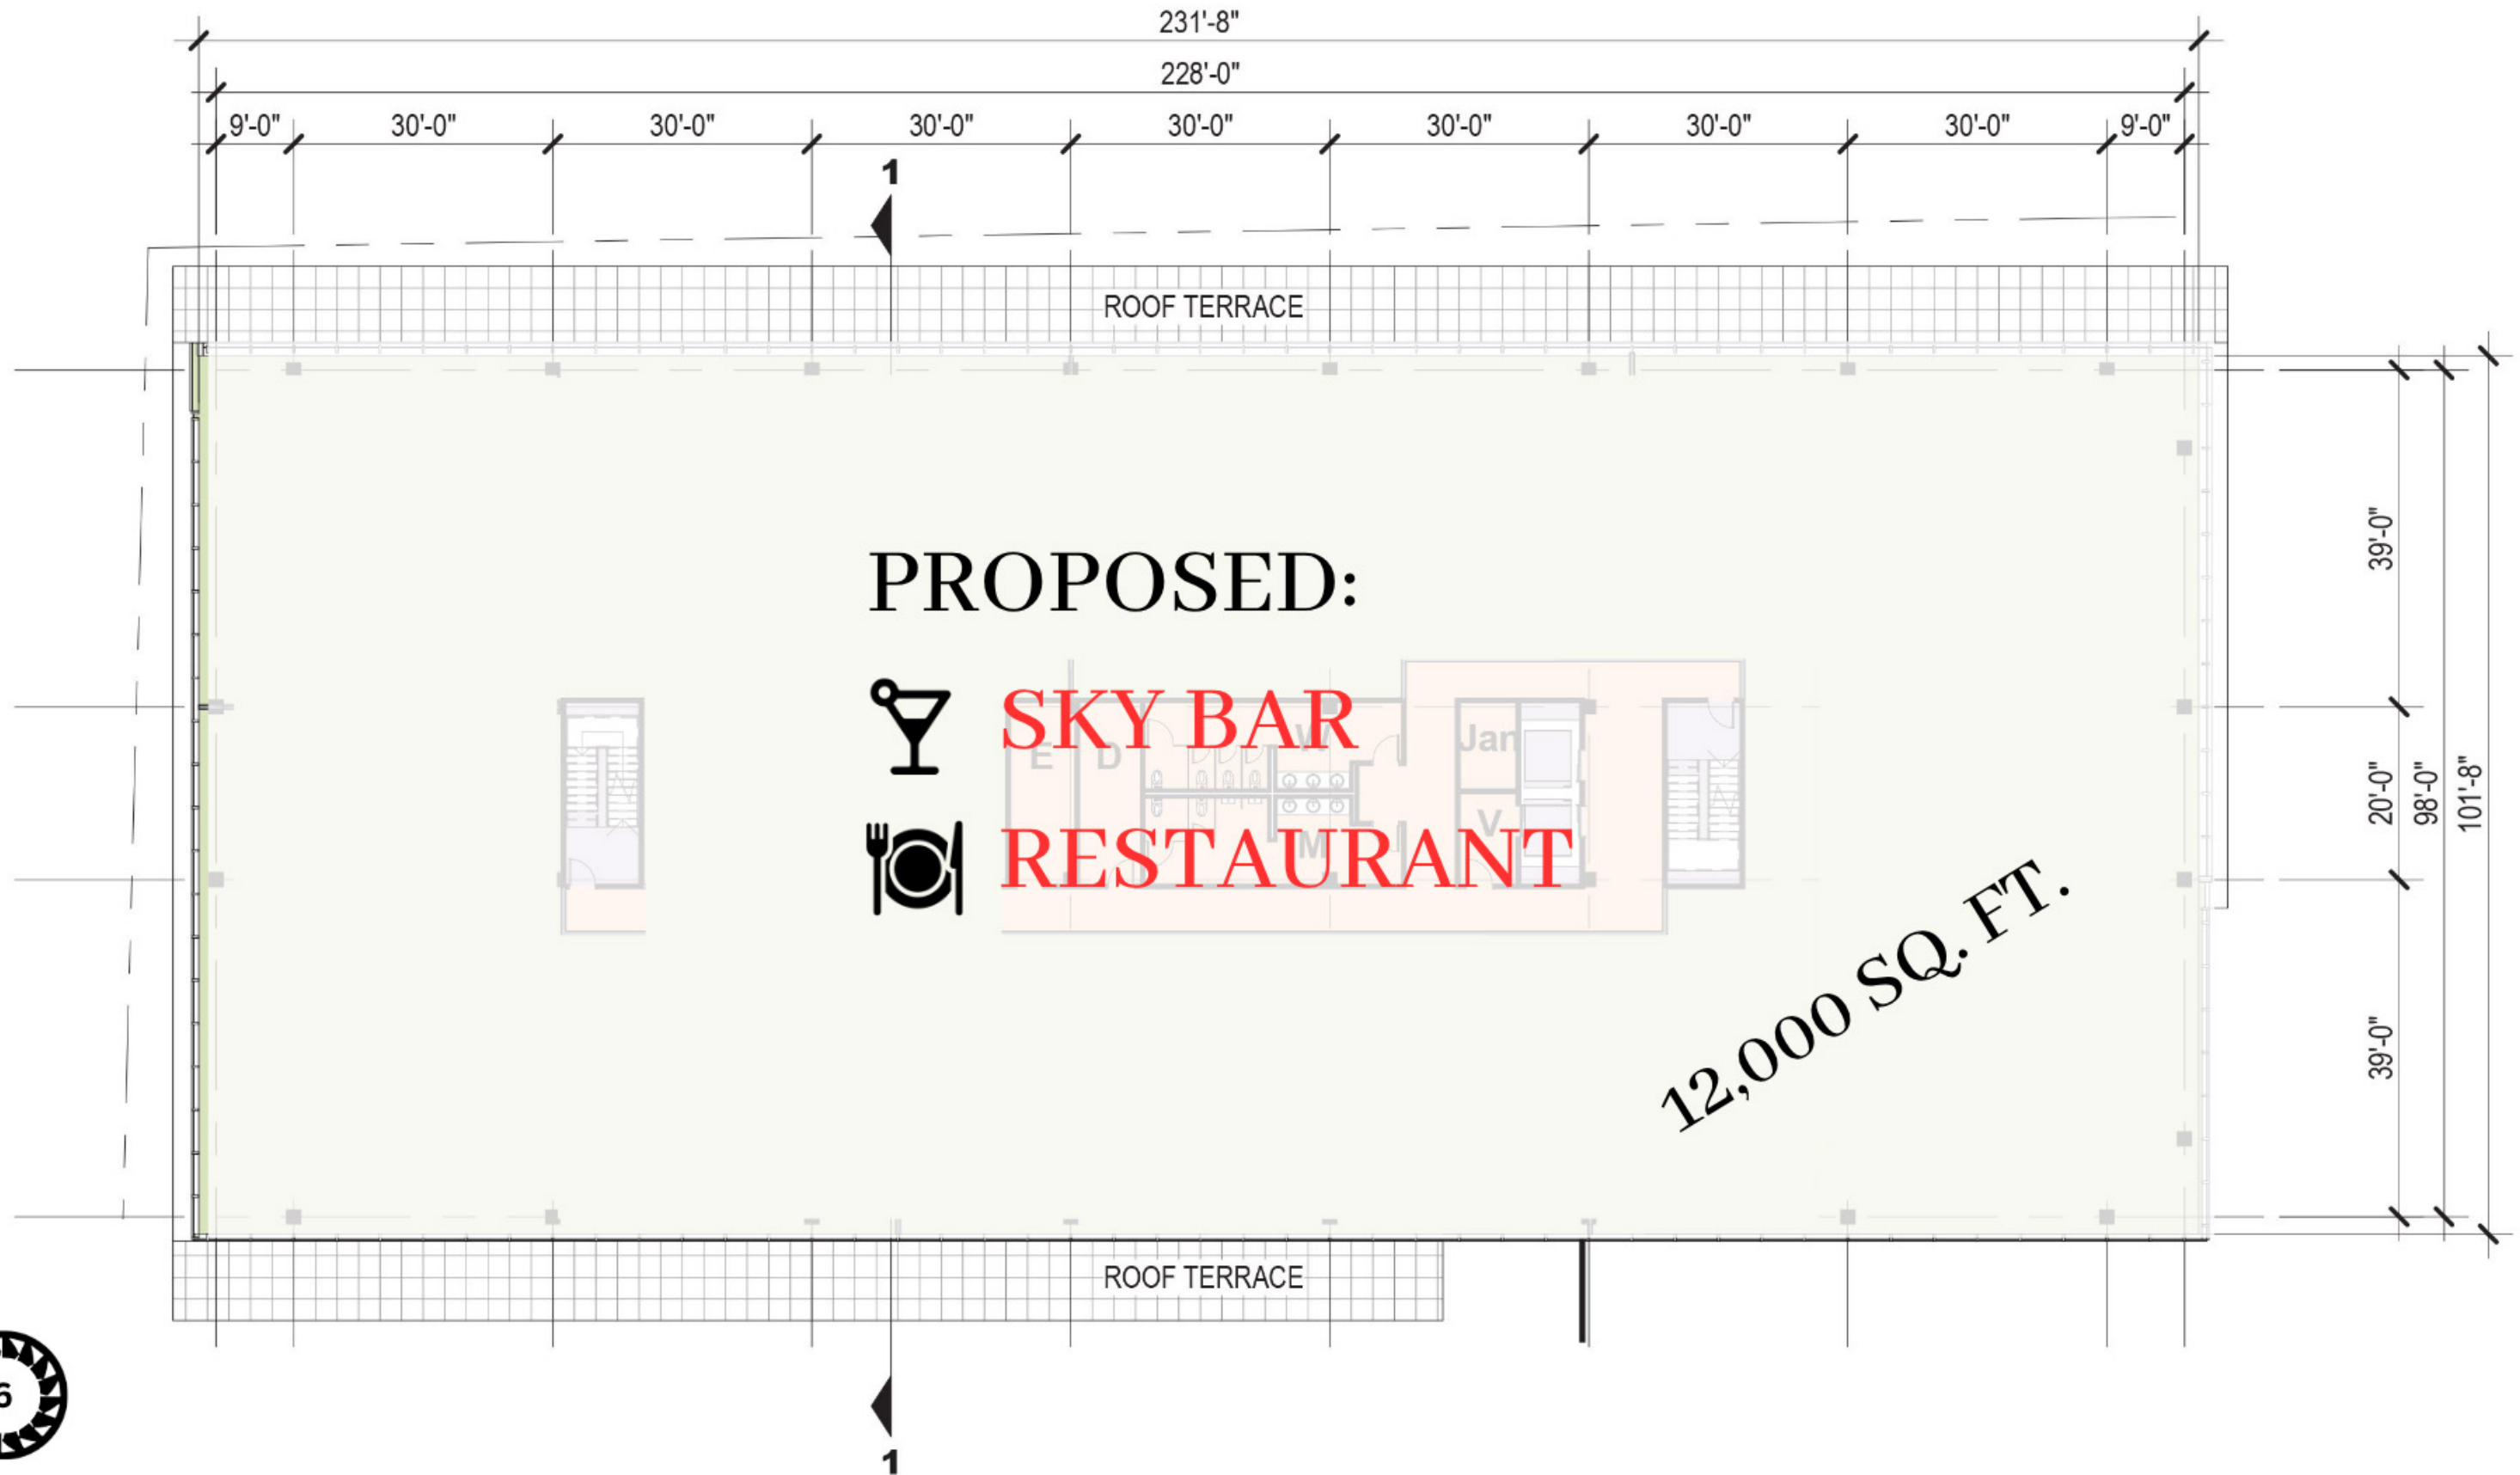 231'-8"
228'-0"
9'-0" 30'-0" 30'-0" 30'-0" 30'-0" 30'-0" 30'-0" 30'-0" 9'-0"
1
ROOF TERRACE
PROPOSED:
SKY BAR
E D W Jan
RESTAURANT
M V
12,000 SQ. FT.
39'-0"
20'-0"
98'-0"
101'-8"
39'-0"
ROOF TERRACE
6
1